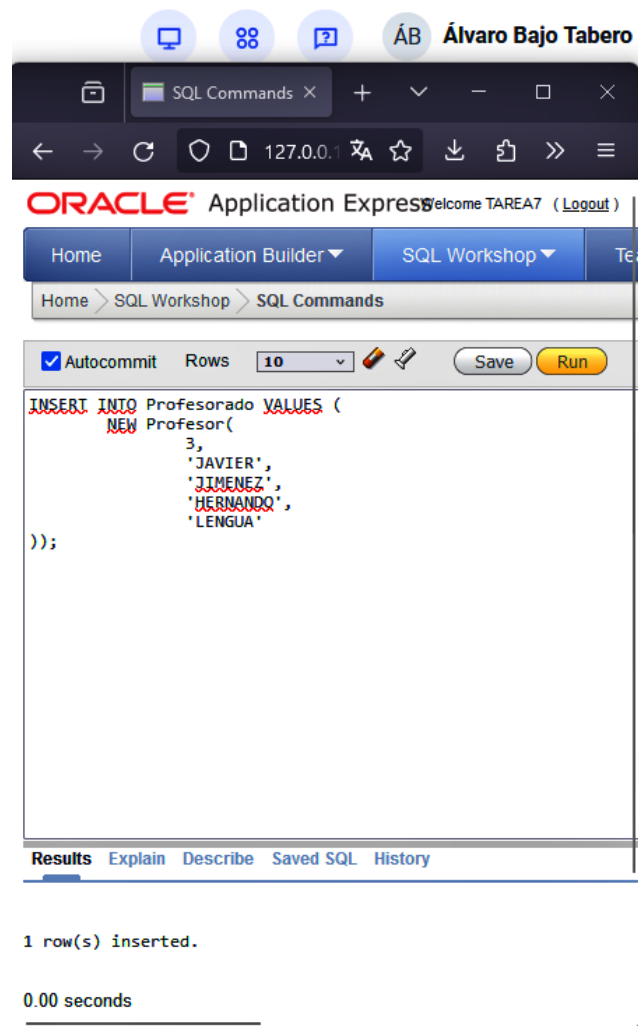 ÁB Álvaro Bajo Tabero
SQL Commands
127.0.0.1
ORACLE Application Express Welcome TAREA7 ( Logout )
Home Application Builder SQL Workshop Te
Home SQL Workshop SQL Commands
Autocommit Rows 10 Save Run
INSERT INTO Profesorado VALUES (
NEW Profesor(
3,
'JAVIER',
'JIMENEZ',
'HERNANDO',
'LENGUA'
));
Results Explain Describe Saved SQL History
1 row(s) inserted.
0.00 seconds